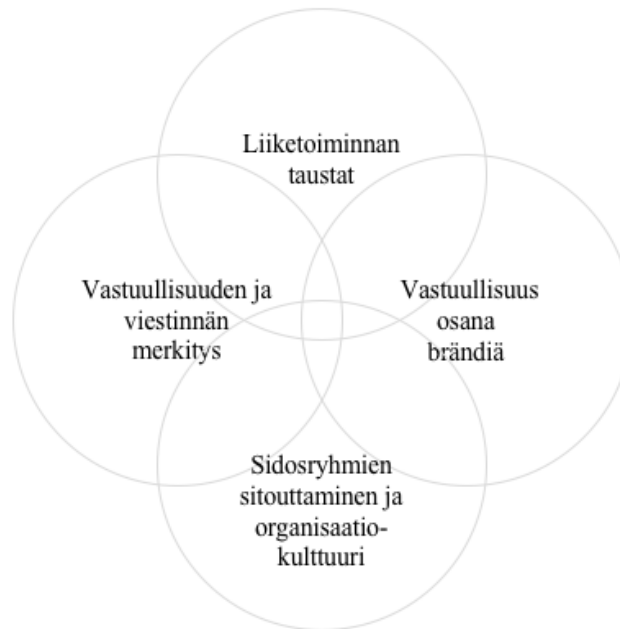 Liiketoiminnan
taustat
Vastuullisuuden ja
viestinnän
merkitys
Vastuullisuus
osana
brändiä
Sidosryhmien
sitouttaminen ja
organisaatio-
kulttuuri